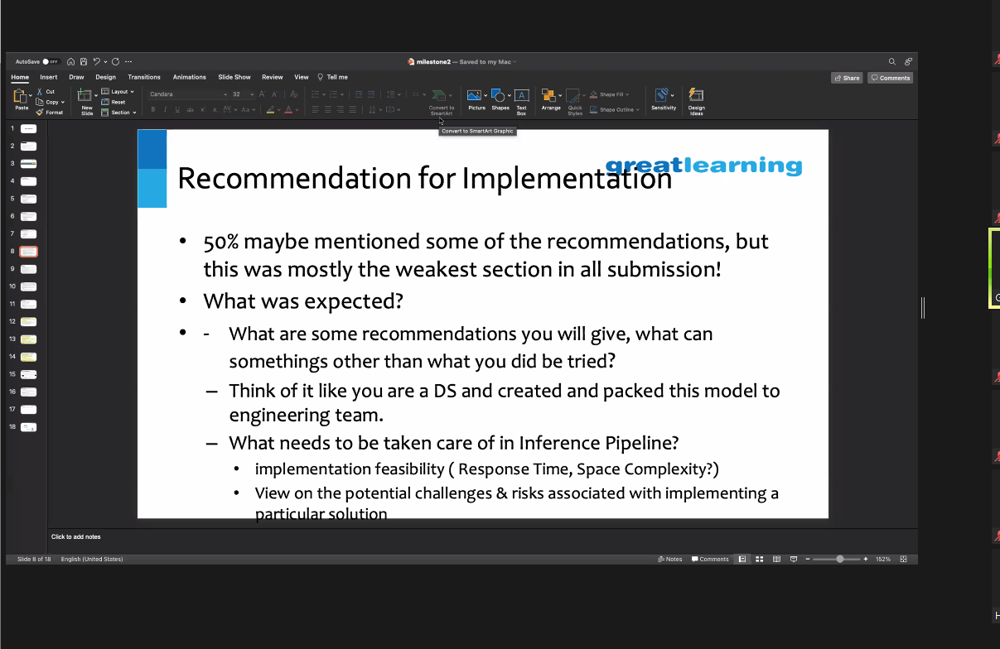 AutoSave OFF
milestone2 — Saved to my Mac
Home Insert Draw Design Transitions Animations Slide Show Review View Tell me
Share Comments
Paste
Cut
Copy
Format
New Slide
Layout
Reset
Section
Candara 32
Convert to SmartArt
Picture
Shapes
Text Box
Arrange
Quick Styles
Shape Fill
Shape Outline
Sensitivity
Design Ideas
Convert to SmartArt Graphic
1
2
3
4
5
6
7
8
9
10
11
12
13
14
15
16
17
18
greatlearning
Recommendation for Implementation
• 50% maybe mentioned some of the recommendations, but
this was mostly the weakest section in all submission!
• What was expected?
• - What are some recommendations you will give, what can
somethings other than what you did be tried?
– Think of it like you are a DS and created and packed this model to
engineering team.
– What needs to be taken care of in Inference Pipeline?
• implementation feasibility ( Response Time, Space Complexity?)
• View on the potential challenges & risks associated with implementing a
particular solution
Click to add notes
Slide 8 of 18 English (United States)
Notes Comments 152%